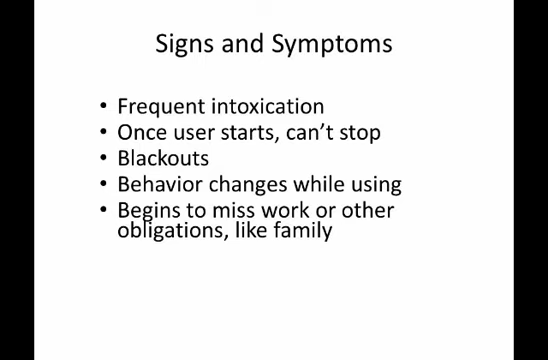 Signs and Symptoms
• Frequent intoxication
• Once user starts, can't stop
• Blackouts
• Behavior changes while using
• Begins to miss work or other
obligations, like family